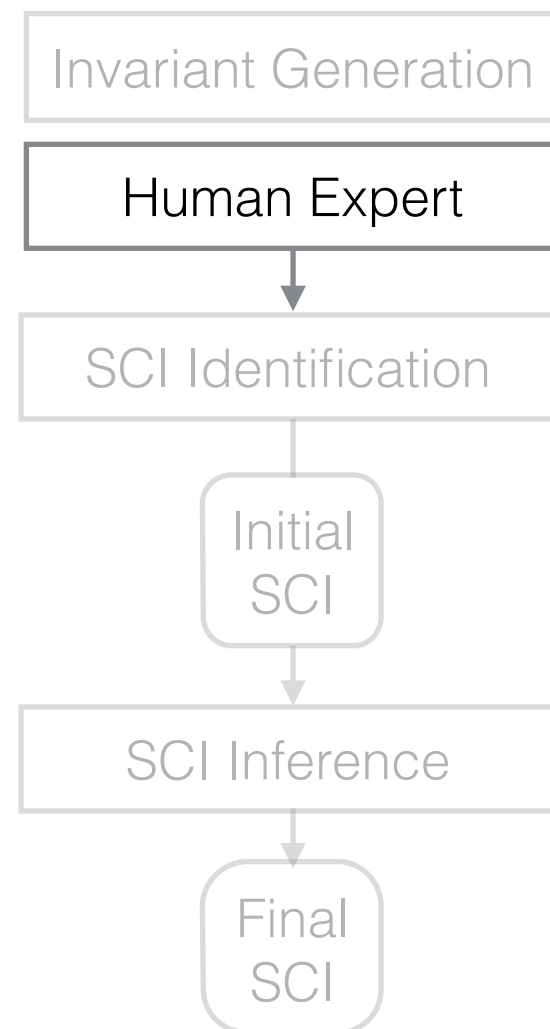 Invariant Generation
Human Expert
SCI Identification
Initial
SCI
SCI Inference
Final
SCI